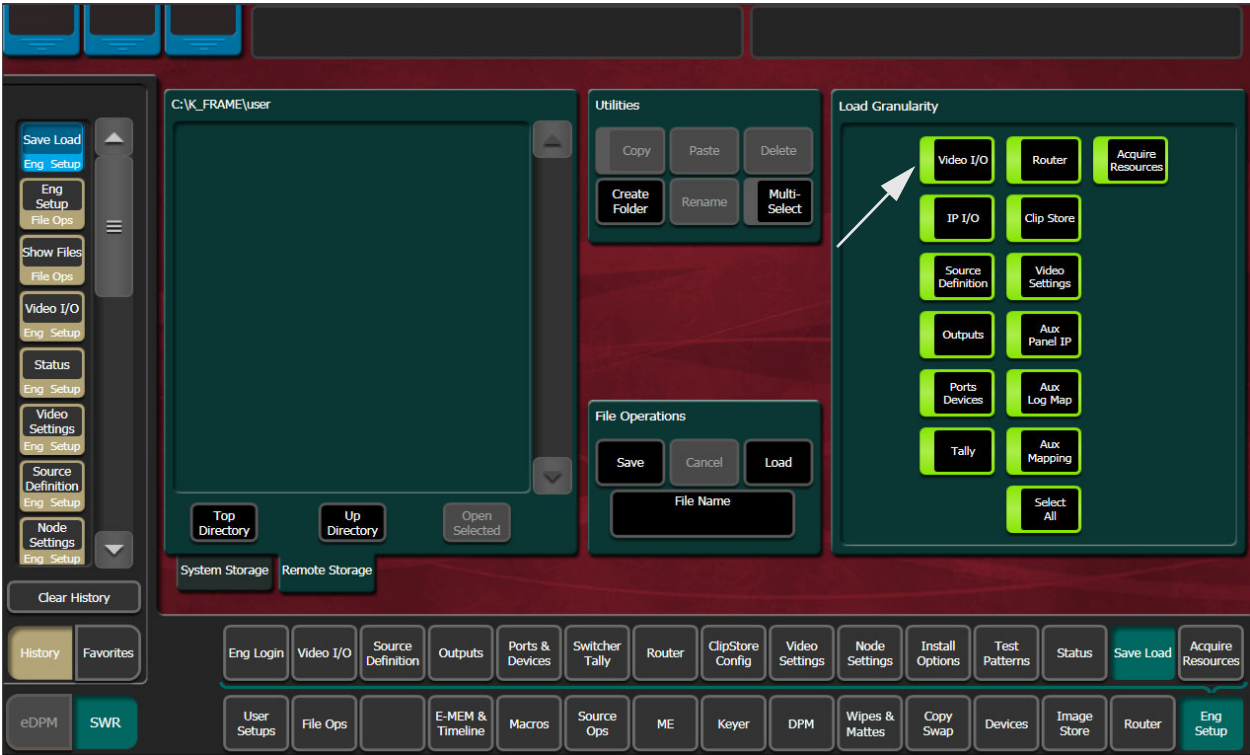 C:\K_FRAME\user
Utilities
Load Granularity
Save Load
Eng Setup
Eng
Setup
File Ops
Show Files
File Ops
Video I/O
Eng Setup
Status
Eng Setup
Video
Settings
Eng Setup
Source
Definition
Eng Setup
Node
Settings
Eng Setup
Clear History
History
Favorites
eDPM
SWR
Top
Directory
Up
Directory
Open
Selected
System Storage
Remote Storage
Copy
Paste
Delete
Create
Folder
Rename
Multi-
Select
File Operations
Save
Cancel
Load
File Name
Video I/O
Router
Acquire
Resources
IP I/O
Clip Store
Source
Definition
Video
Settings
Outputs
Aux
Panel IP
Ports
Devices
Aux
Log Map
Tally
Aux
Mapping
Select
All
Eng Login
Video I/O
Source
Definition
Outputs
Ports &
Devices
Switcher
Tally
Router
ClipStore
Config
Video
Settings
Node
Settings
Install
Options
Test
Patterns
Status
Save Load
Acquire
Resources
User
Setups
File Ops
E-MEM &
Timeline
Macros
Source
Ops
ME
Keyer
DPM
Wipes &
Mattes
Copy
Swap
Devices
Image
Store
Router
Eng
Setup